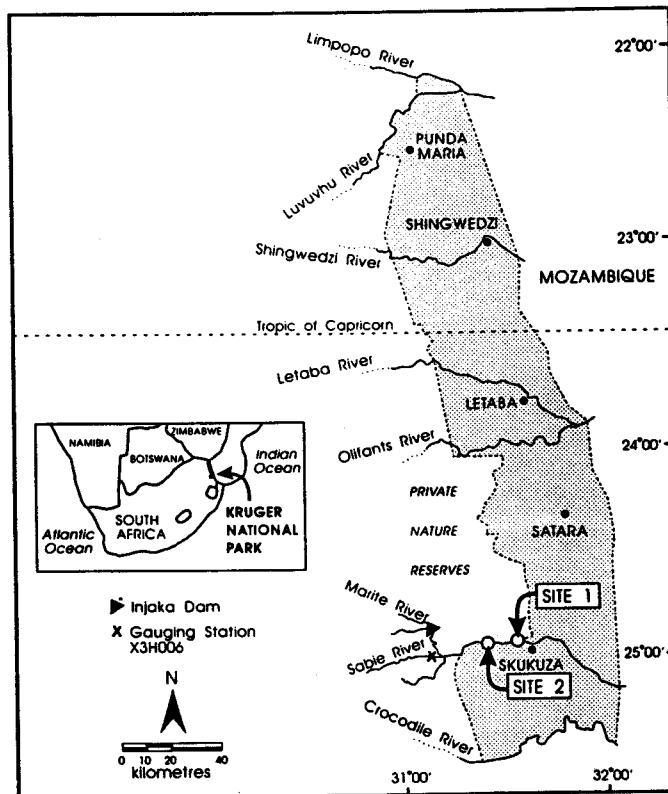 Limpopo River
22°00'
PUNDA
MARIA
Luvuvhu River
SHINGWEDZI
23°00'
Shingwedzi River
MOZAMBIQUE
Tropic of Capricorn
Letaba River
LETABA
Olifants River
24°00'
NAMIBIA
ZIMBABWE
BOTSWANA
Indian
Ocean
SOUTH
AFRICA
KRUGER
NATIONAL
PARK
Atlantic
Ocean
PRIVATE
NATURE
RESERVES
SATARA
Injaka Dam
X Gauging Station
X3H006
Marite River
SITE 1
Sabie River
SKUKUZA
25°00'
SITE 2
N
Crocodile River
0 10 20 40
kilometres
31°00'
32°00'